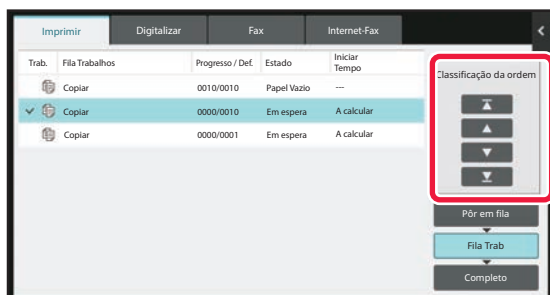 Imprimir Digitalizar Fax Internet-Fax
Trab. Fila Trabalhos Progresso / Def. Estado Iniciar Tempo
Copiar 0010/0010 Papel Vazio ---
Copiar 0000/0010 Em espera A calcular
Copiar 0000/0001 Em espera A calcular
Classificação da ordem
Pôr em fila
Fila Trab
Completo